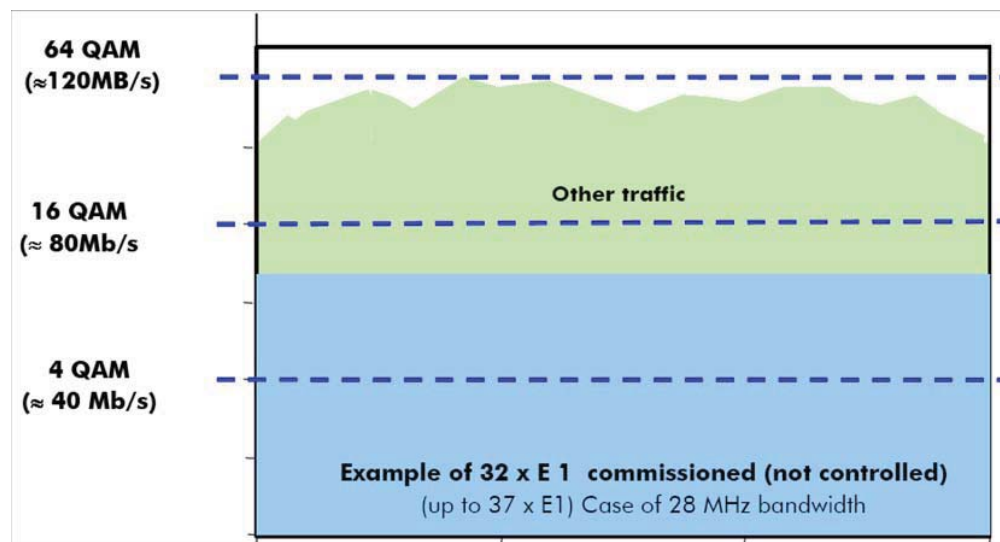 64 QAM
(≈120MB/s)
16 QAM
(≈ 80Mb/s
4 QAM
(≈ 40 Mb/s)
Other traffic
Example of 32 x E 1 commissioned (not controlled)
(up to 37 x E1) Case of 28 MHz bandwidth